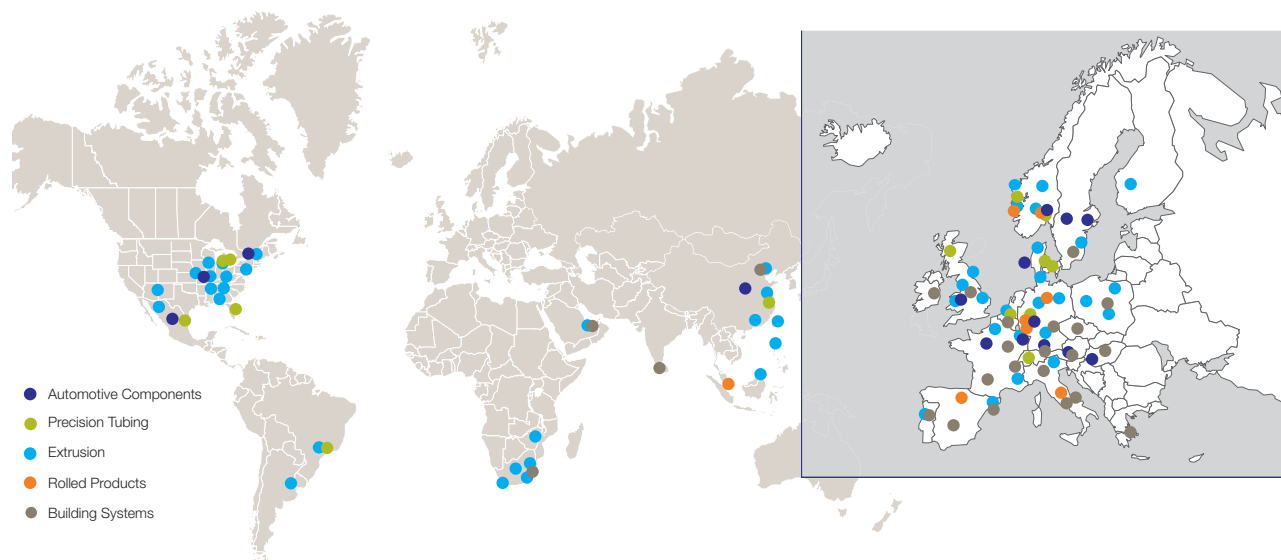 Automotive Components
Precision Tubing
Extrusion
Rolled Products
Building Systems